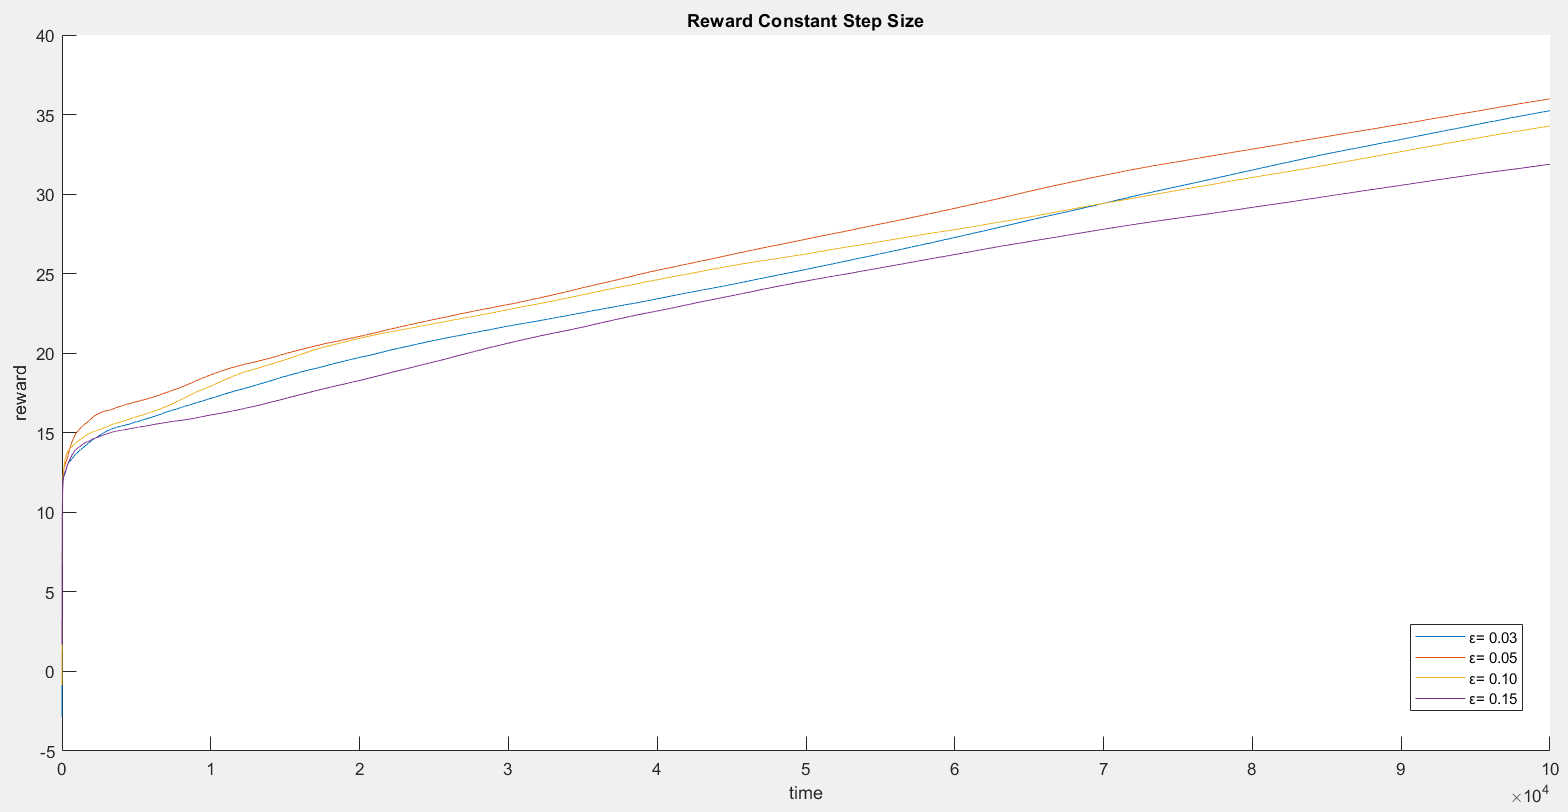 Reward Constant Step Size
40
35
30
25
20
15
10
5
0
-5
reward
0 1 2 3 4 5 6 7 8 9 10
time
×10⁴
ε= 0.03
ε= 0.05
ε= 0.10
ε= 0.15